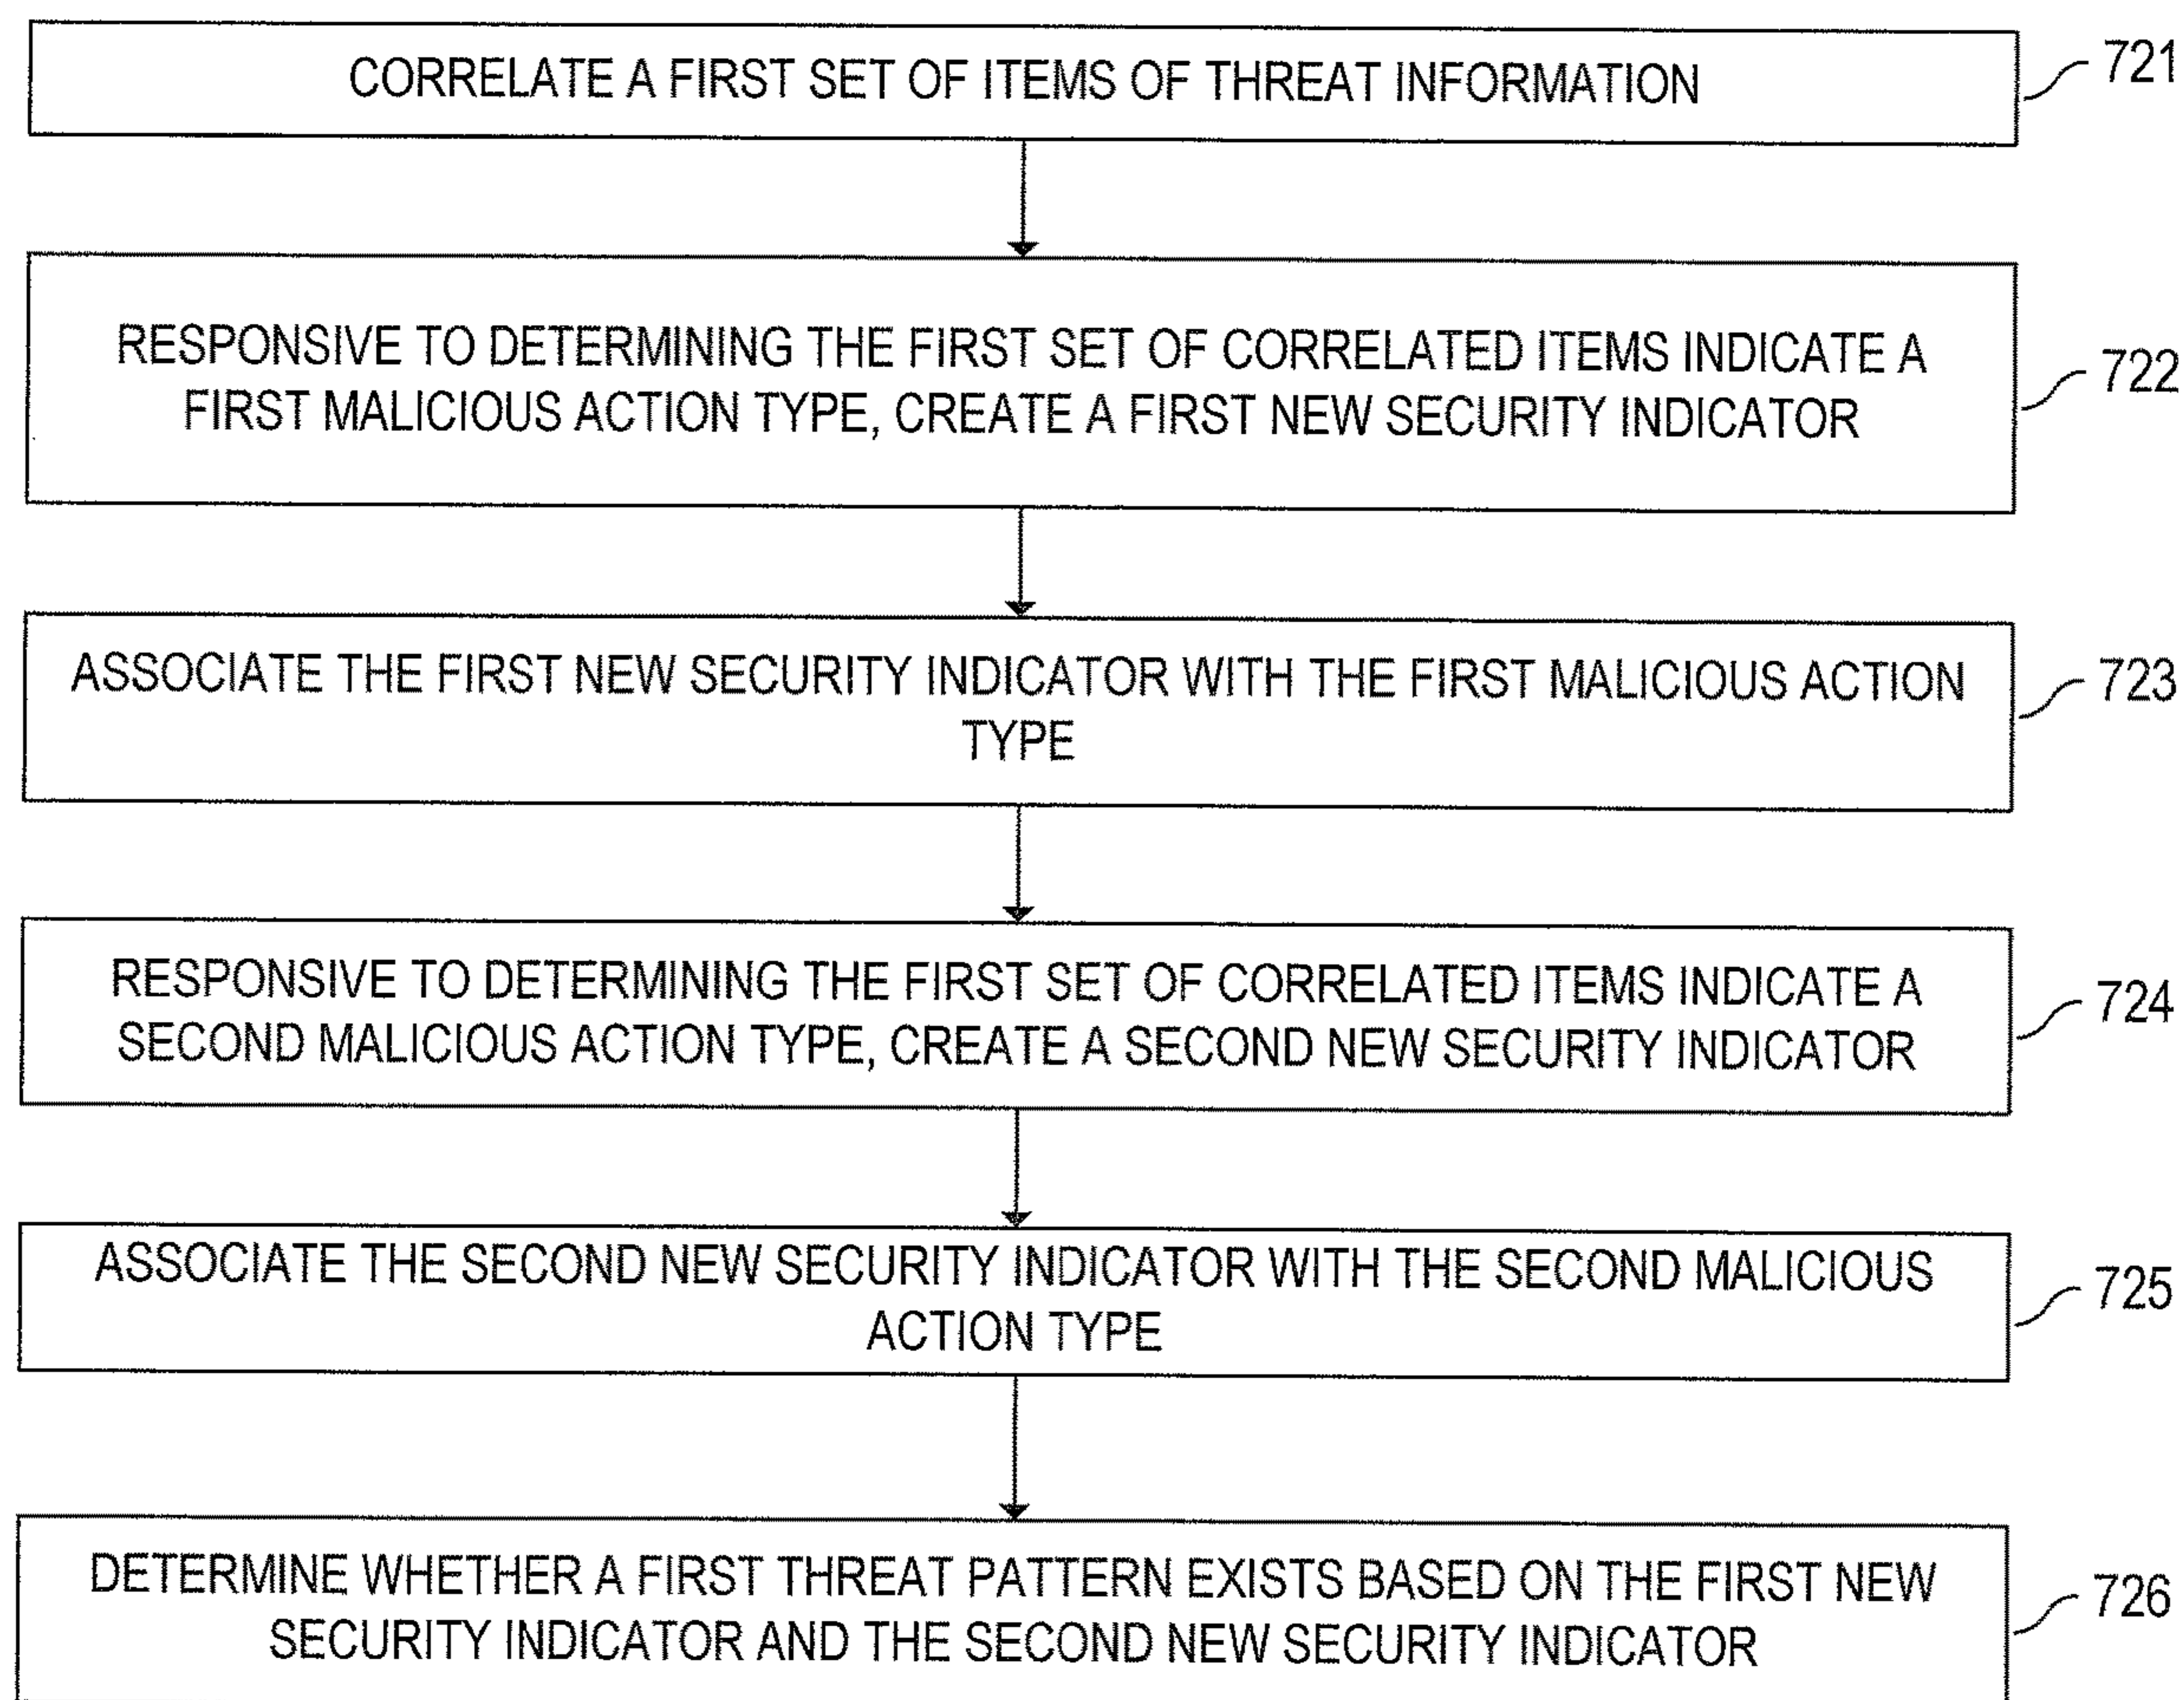 CORRELATE A FIRST SET OF ITEMS OF THREAT INFORMATION
721
RESPONSIVE TO DETERMINING THE FIRST SET OF CORRELATED ITEMS INDICATE A
FIRST MALICIOUS ACTION TYPE, CREATE A FIRST NEW SECURITY INDICATOR
722
ASSOCIATE THE FIRST NEW SECURITY INDICATOR WITH THE FIRST MALICIOUS ACTION
TYPE
723
RESPONSIVE TO DETERMINING THE FIRST SET OF CORRELATED ITEMS INDICATE A
SECOND MALICIOUS ACTION TYPE, CREATE A SECOND NEW SECURITY INDICATOR
724
ASSOCIATE THE SECOND NEW SECURITY INDICATOR WITH THE SECOND MALICIOUS
ACTION TYPE
725
DETERMINE WHETHER A FIRST THREAT PATTERN EXISTS BASED ON THE FIRST NEW
SECURITY INDICATOR AND THE SECOND NEW SECURITY INDICATOR
726